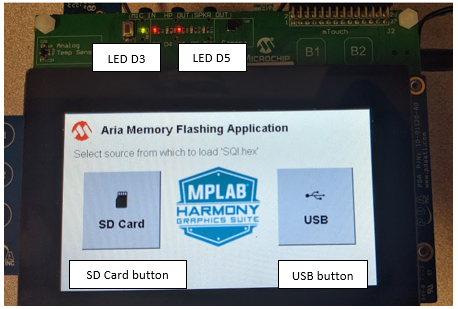 MIC IN HP OUT (SPKR OUT)
Analog
Temp Sens
mTouch
J2
MICROCHIP
B1
B2
LED D3
LED D5
Aria Memory Flashing Application
Select source from which to load 'SQI.hex'
SD Card
MPLAB
HARMONY
GRAPHICS SUITE
USB
SD Card button
USB button